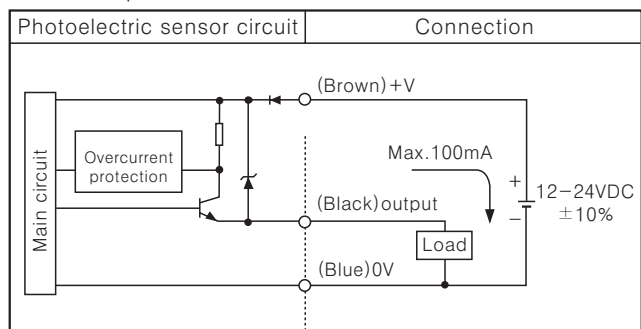 Photoelectric sensor circuit
Connection
(Brown)+V
Main circuit
Overcurrent
protection
Max.100mA
+
12-24VDC
±10%
−
(Black)output
Load
(Blue)0V